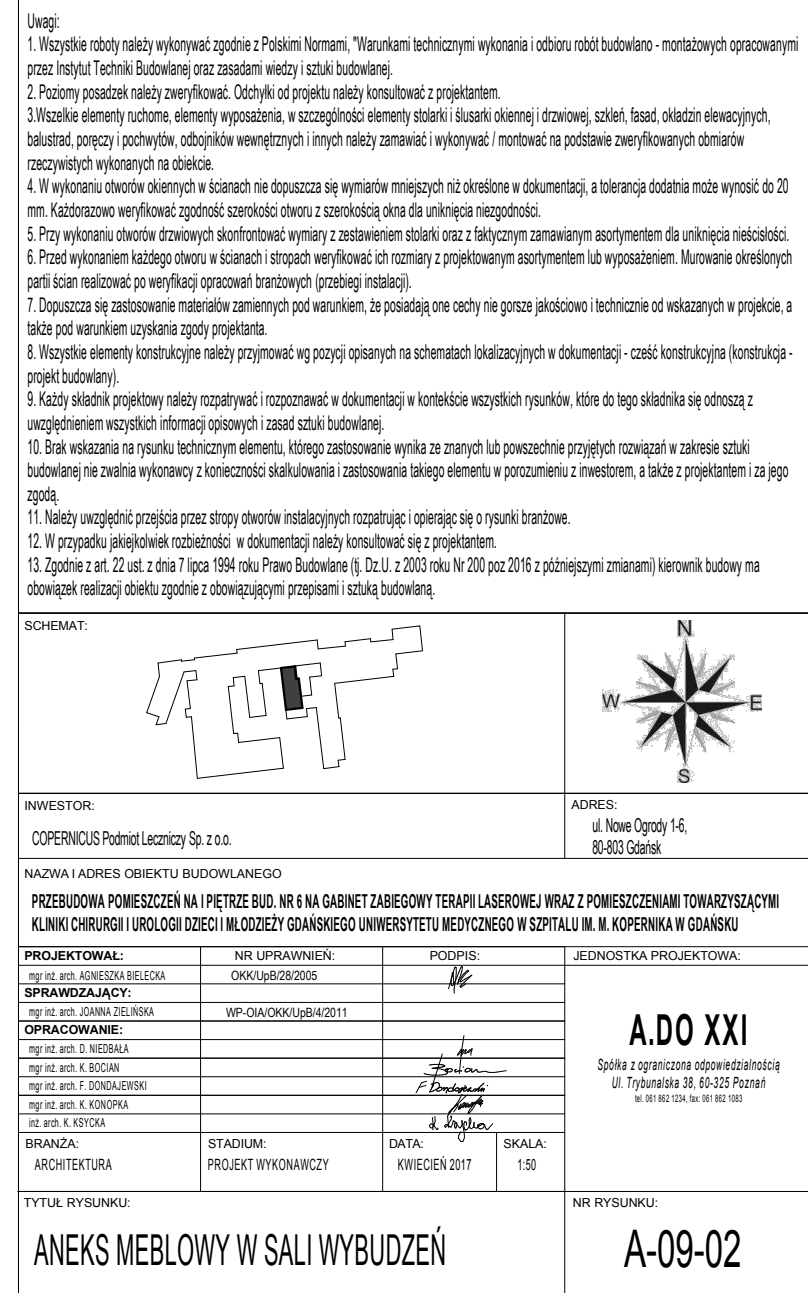 Uwagi:
1. Wszystkie roboty należy wykonywać zgodnie z Polskimi Normami, "Warunkami technicznymi wykonania i odbioru robót budowlano - montażowych opracowanymi
przez Instytut Techniki Budowlanej oraz zasadami wiedzy i sztuki budowlanej.
2. Poziomy posadzek należy zweryfikować. Odchyłki od projektu należy konsultować z projektantem.
3.Wszelkie elementy ruchome, elementy wyposażenia, w szczególności elementy stolarki i ślusarki okiennej i drzwiowej, szkleń, fasad, okładzin elewacyjnych,
balustrad, poręczy i pochwytów, odbojników wewnętrznych i innych należy zamawiać i wykonywać / montować na podstawie zweryfikowanych obmiarów
rzeczywistych wykonanych na obiekcie.
4. W wykonaniu otworów okiennych w ścianach nie dopuszcza się wymiarów mniejszych niż określone w dokumentacji, a tolerancja dodatnia może wynosić do 20
mm. Każdorazowo weryfikować zgodność szerokości otworu z szerokością okna dla uniknięcia niezgodności.
5. Przy wykonaniu otworów drzwiowych skonfrontować wymiary z zestawieniem stolarki oraz z faktycznym zamawianym asortymentem dla uniknięcia nieścisłości.
6. Przed wykonaniem każdego otworu w ścianach i stropach weryfikować ich rozmiary z projektowanym asortymentem lub wyposażeniem. Murowanie określonych
partii ścian realizować po weryfikacji opracowań branżowych (przebiegi instalacji).
7. Dopuszcza się zastosowanie materiałów zamiennych pod warunkiem, że posiadają one cechy nie gorsze jakościowo i technicznie od wskazanych w projekcie, a
także pod warunkiem uzyskania zgody projektanta.
8. Wszystkie elementy konstrukcyjne należy przyjmować wg pozycji opisanych na schematach lokalizacyjnych w dokumentacji - cześć konstrukcyjna (konstrukcja -
projekt budowlany).
9. Każdy składnik projektowy należy rozpatrywać i rozpoznawać w dokumentacji w kontekście wszystkich rysunków, które do tego składnika się odnoszą z
uwzględnieniem wszystkich informacji opisowych i zasad sztuki budowlanej.
10. Brak wskazania na rysunku technicznym elementu, którego zastosowanie wynika ze znanych lub powszechnie przyjętych rozwiązań w zakresie sztuki
budowlanej nie zwalnia wykonawcy z konieczności skalkulowania i zastosowania takiego elementu w porozumieniu z inwestorem, a także z projektantem i za jego
zgodą.
11. Należy uwzględnić przejścia przez stropy otworów instalacyjnych rozpatrując i opierając się o rysunki branżowe.
12. W przypadku jakiejkolwiek rozbieżności w dokumentacji należy konsultować się z projektantem.
13. Zgodnie z art. 22 ust. z dnia 7 lipca 1994 roku Prawo Budowlane (tj. Dz.U. z 2003 roku Nr 200 poz 2016 z późniejszymi zmianami) kierownik budowy ma
obowiązek realizacji obiektu zgodnie z obowiązującymi przepisami i sztuką budowlaną.
SCHEMAT:
N
W
E
S
INWESTOR:
COPERNICUS Podmiot Leczniczy Sp. z o.o.
ADRES:
ul. Nowe Ogrody 1-6,
80-803 Gdańsk
NAZWA I ADRES OBIEKTU BUDOWLANEGO
PRZEBUDOWA POMIESZCZEŃ NA I PIĘTRZE BUD. NR 6 NA GABINET ZABIEGOWY TERAPII LASEROWEJ WRAZ Z POMIESZCZENIAMI TOWARZYSZĄCYMI
KLINIKI CHIRURGII I UROLOGII DZIECI I MŁODZIEŻY GDAŃSKIEGO UNIWERSYTETU MEDYCZNEGO W SZPITALU IM. M. KOPERNIKA W GDAŃSKU
PROJEKTOWAŁ: NR UPRAWNIEŃ: PODPIS:
mgr inż. arch. AGNIESZKA BIELECKA OKK/UpB/28/2005
SPRAWDZAJĄCY:
mgr inż. arch. JOANNA ZIELIŃSKA WP-OIA/OKK/UpB/4/2011
OPRACOWANIE:
mgr inż. arch. D. NIEDBAŁA
mgr inż. arch. K. BOCIAN Bocian
mgr inż. arch. F. DONDAJEWSKI F Dondajewski
mgr inż. arch. K. KONOPKA
inż. arch. K. KSYCKA
JEDNOSTKA PROJEKTOWA:
A.DO XXI
Spółka z ograniczona odpowiedzialnością
Ul. Trybunalska 38, 60-325 Poznań
tel. 061 862 1234, fax: 061 862 1083
BRANŻA: STADIUM: DATA: SKALA:
ARCHITEKTURA PROJEKT WYKONAWCZY KWIECIEŃ 2017 1:50
TYTUŁ RYSUNKU:
ANEKS MEBLOWY W SALI WYBUDZEŃ
NR RYSUNKU:
A-09-02